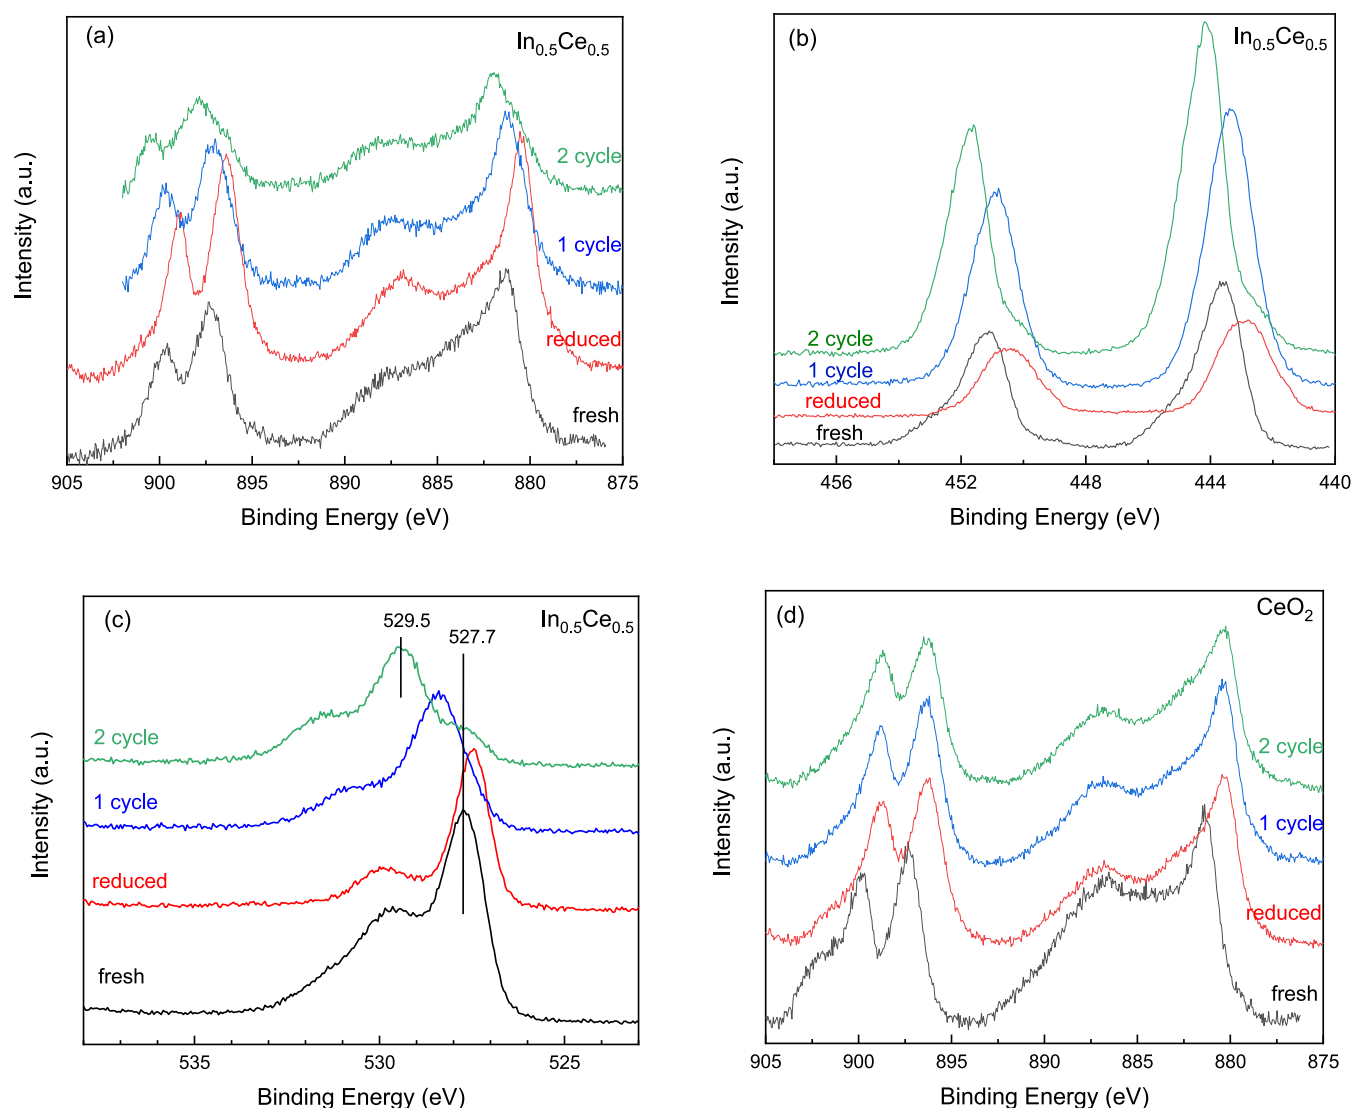 (a)
In0.5Ce0.5
2 cycle
1 cycle
reduced
fresh
Intensity (a.u.)
905 900 895 890 885 880 875
Binding Energy (eV)
(b)
In0.5Ce0.5
2 cycle
1 cycle
reduced
fresh
Intensity (a.u.)
456 452 448 444 440
Binding Energy (eV)
(c)
529.5
527.7
In0.5Ce0.5
2 cycle
1 cycle
reduced
fresh
Intensity (a.u.)
535 530 525
Binding Energy (eV)
(d)
CeO2
2 cycle
1 cycle
reduced
fresh
Intensity (a.u.)
905 900 895 890 885 880 875
Binding Energy (eV)